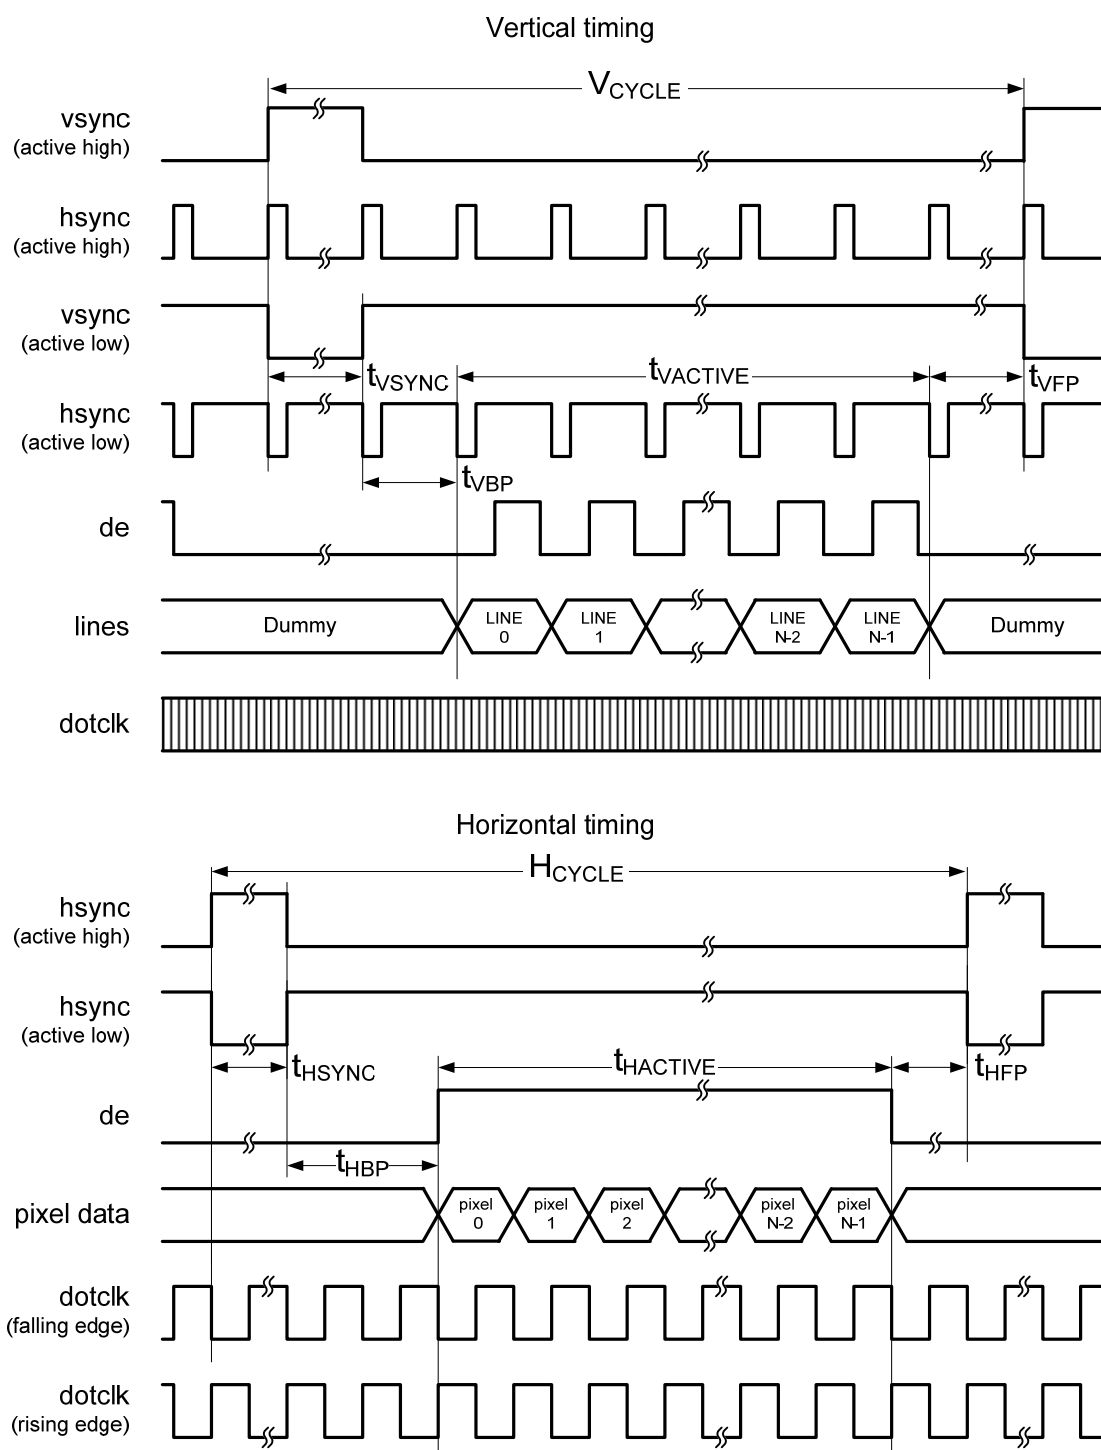 Vertical timing
VCYCLE
vsync
(active high)
hsync
(active high)
vsync
(active low)
tVSYNC
tVACTIVE
tVFP
hsync
(active low)
tVBP
de
lines
Dummy
LINE
0
LINE
1
LINE
N-2
LINE
N-1
Dummy
dotclk
Horizontal timing
HCYCLE
hsync
(active high)
hsync
(active low)
tHSYNC
tHACTIVE
tHFP
de
tHBP
pixel data
pixel
0
pixel
1
pixel
2
pixel
N-2
pixel
N-1
dotclk
(falling edge)
dotclk
(rising edge)